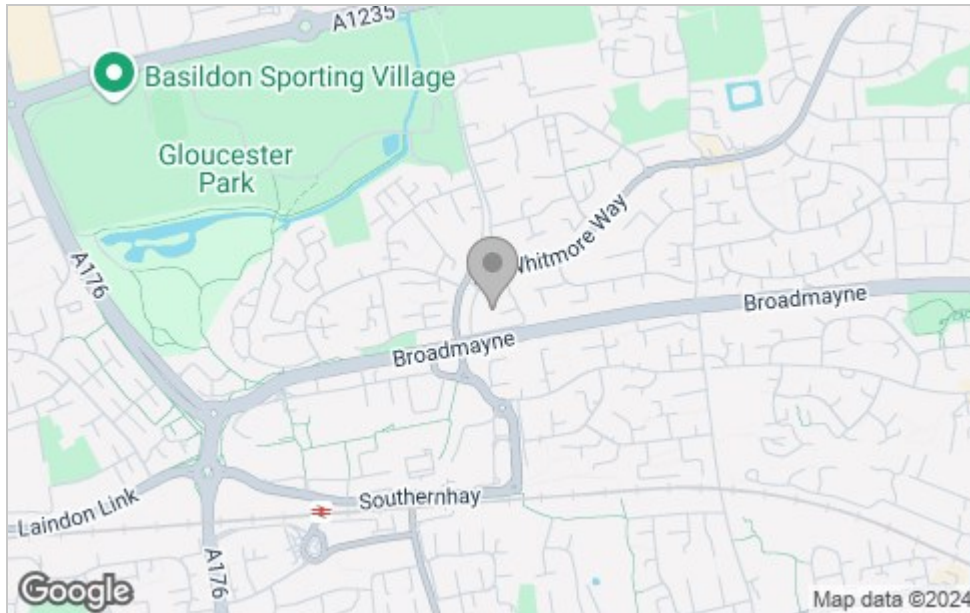 A1235
Basildon Sporting Village
Gloucester
Park
A176
Whitmore Way
Broadmayne
Broadmayne
Southernhay
Laindon Link
A176
Google
Map data ©2024